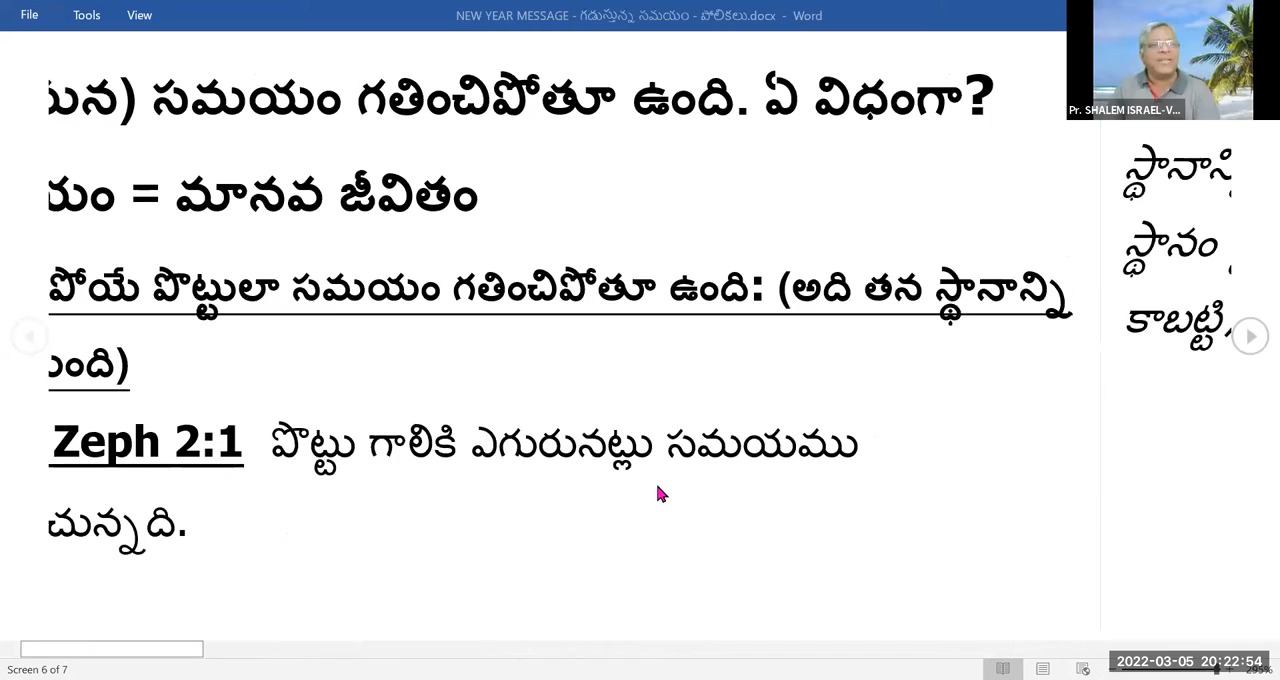 File Tools View NEW YEAR MESSAGE - గడుస్తున్న సమయం - పోలికలు.docx - Word
Pr. SHALEM ISRAEL-V...
సమయం గతించిపోతూ ఉంది. ఏ విధంగా?
= మానవ జీవితం
పోయే పొట్టులా సమయం గతించిపోతూ ఉంది: (అది తన స్థానాన్ని
Zeph 2:1 పొట్టు గాలికి ఎగురునట్లు సమయము
చున్నది.
స్థానం
కాబట్టి,
Screen 6 of 7
2022-03-05 20:22:54